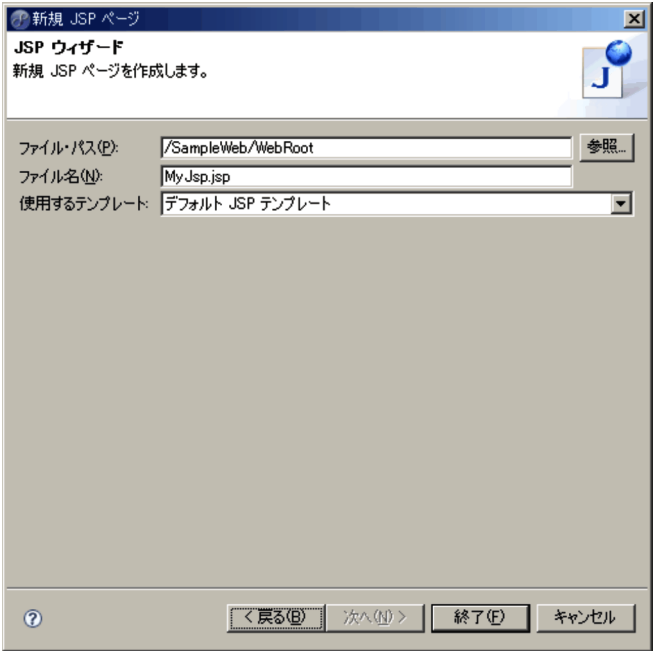 新規 JSP ページ
JSP ウィザード
新規 JSP ページを作成します。
J
ファイル・パス(P): /SampleWeb/WebRoot 参照...
ファイル名(N): MyJsp.jsp
使用するテンプレート: デフォルト JSP テンプレート
? < 戻る(B) 次へ(N) > 終了(F) キャンセル